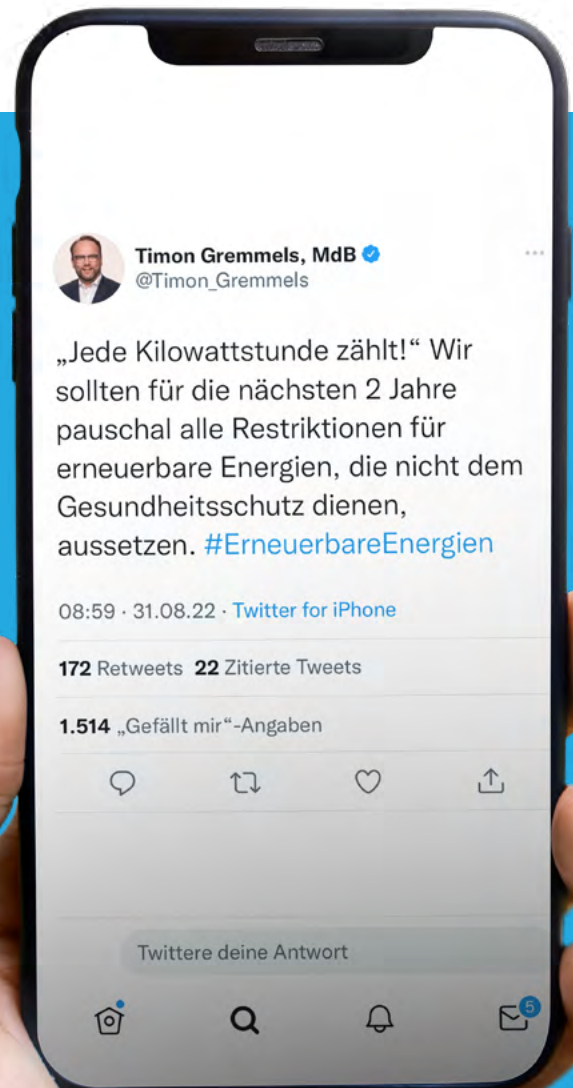 Timon Gremmels, MdB
@Timon_Gremmels
„Jede Kilowattstunde zählt!“ Wir
sollten für die nächsten 2 Jahre
pauschal alle Restriktionen für
erneuerbare Energien, die nicht dem
Gesundheitsschutz dienen,
aussetzen. #ErneuerbareEnergien
08:59 · 31.08.22 · Twitter for iPhone
172 Retweets 22 Zitierte Tweets
1.514 „Gefällt mir“-Angaben
Twittere deine Antwort
5